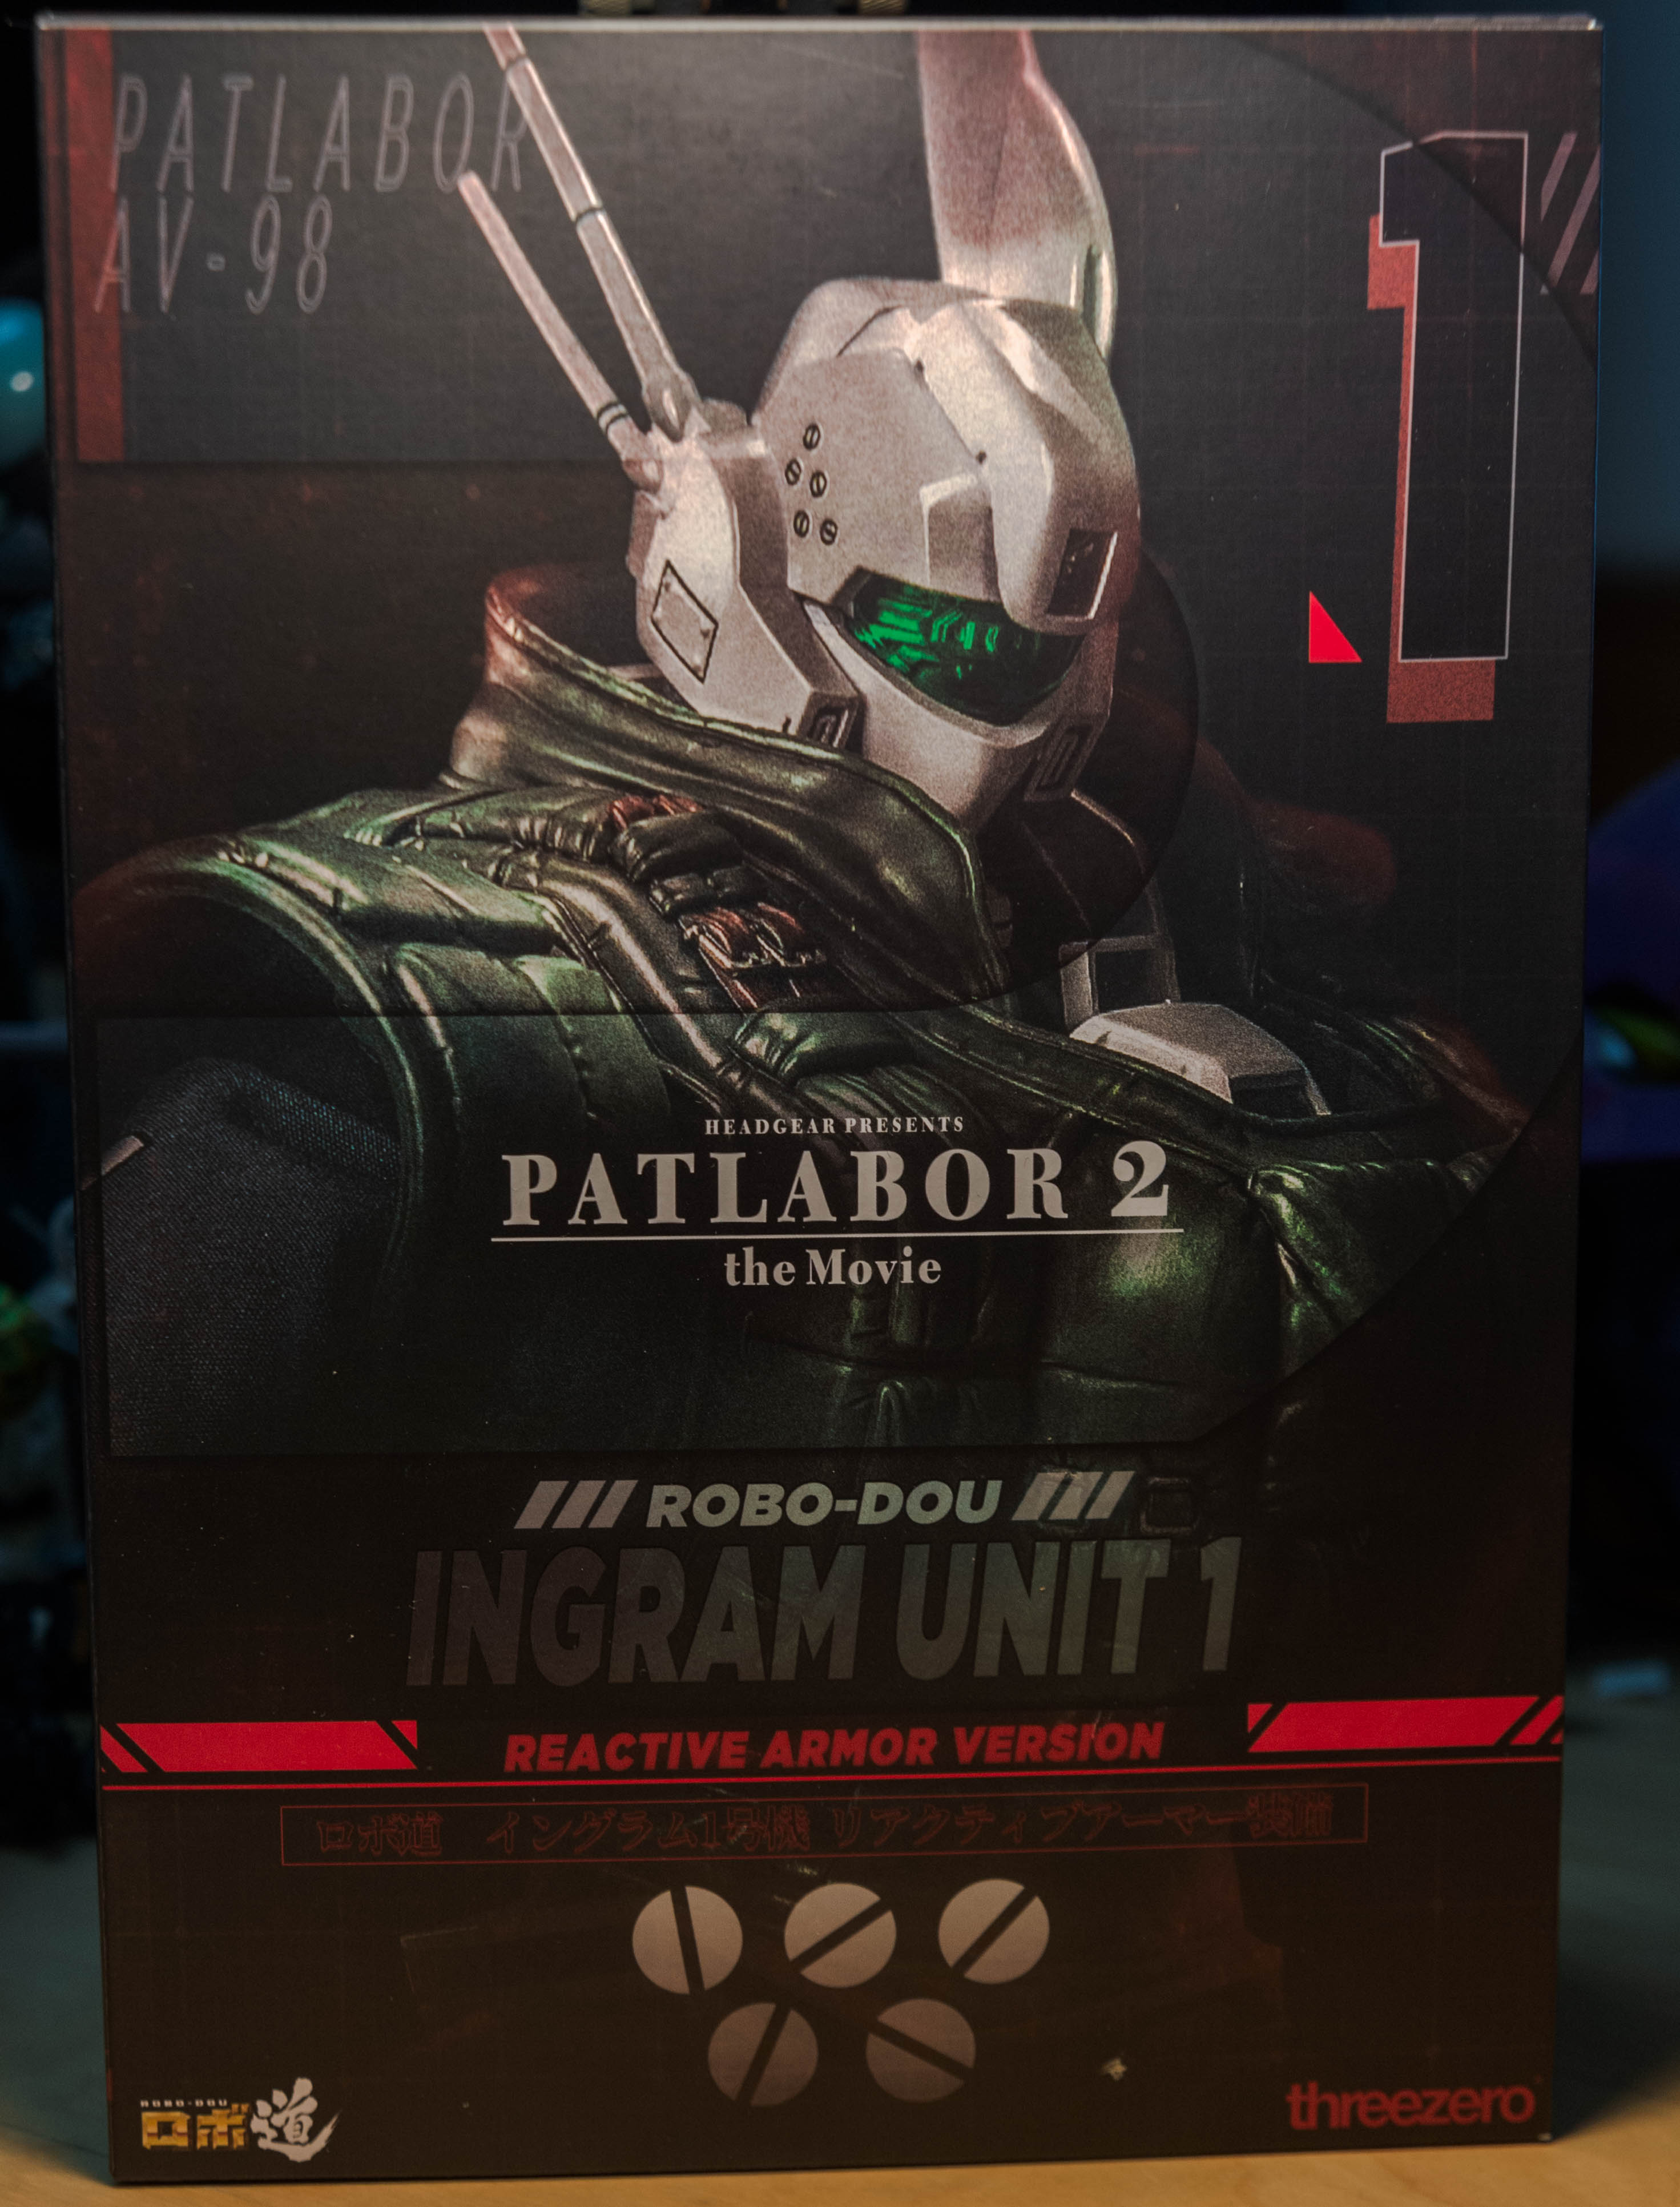 PATLABOR
AV-98
1
HEADGEAR PRESENTS
PATLABOR 2
the Movie
ROBO-DOU
INGRAM UNIT 1
REACTIVE ARMOR VERSION
ロボ道 イングラム1号機 リアクティブアーマー装備
ROBO-DOU
ロボ道
threezero